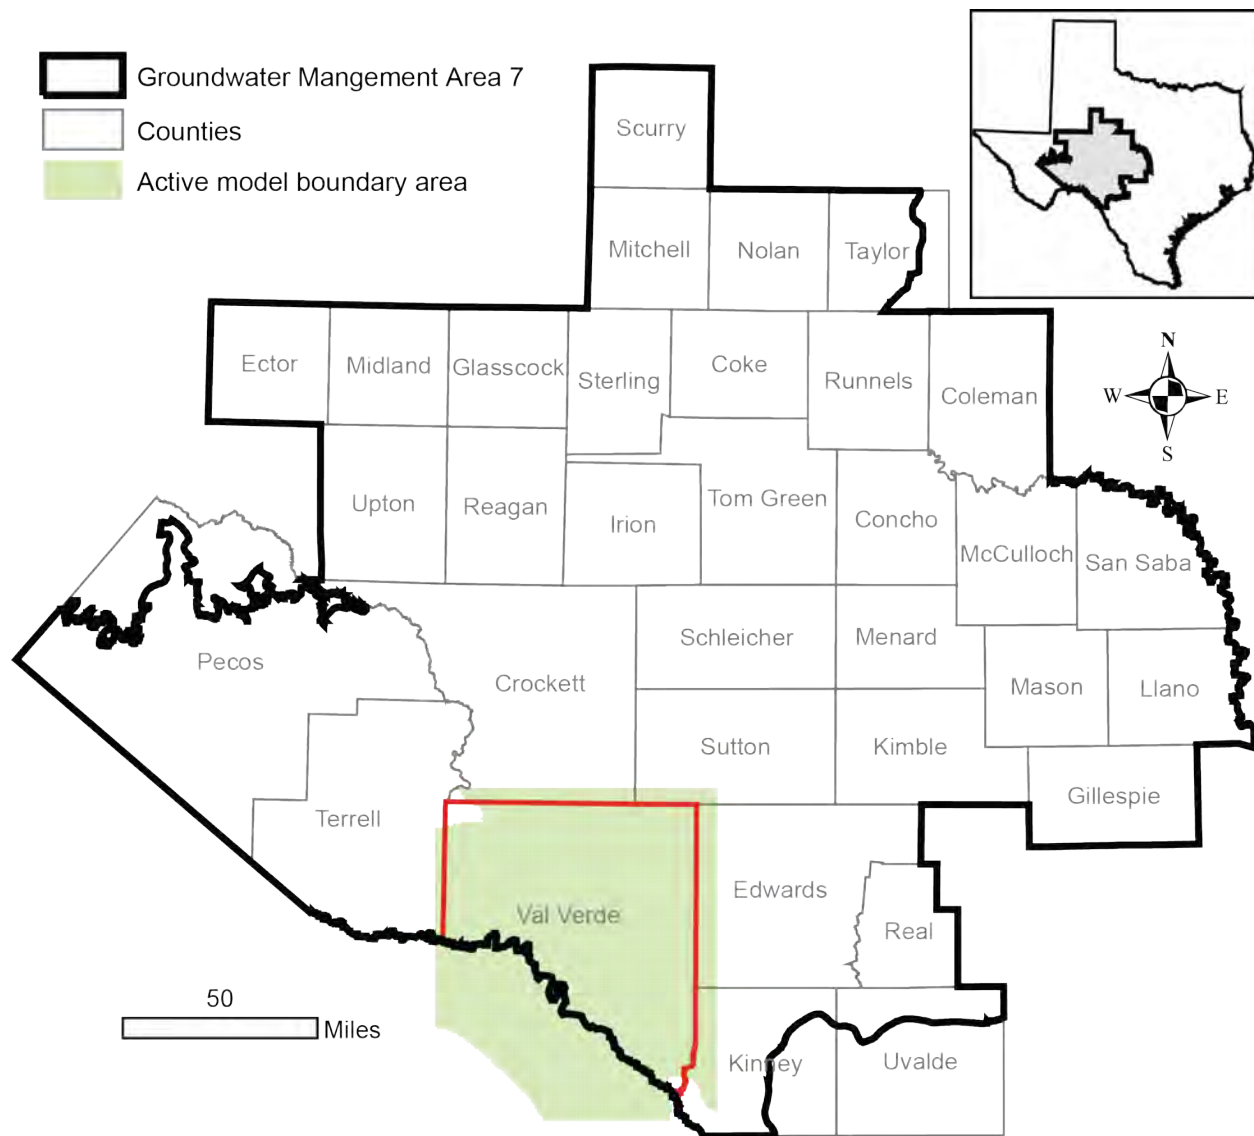 Groundwater Mangement Area 7
Counties
Active model boundary area
Scurry
Mitchell
Nolan
Taylor
Ector
Midland
Glasscock
Sterling
Coke
Runnels
Coleman
N
W
E
S
Upton
Reagan
Irion
Tom Green
Concho
McCulloch
San Saba
Pecos
Crockett
Schleicher
Menard
Mason
Llano
Sutton
Kimble
Gillespie
Terrell
Val Verde
Edwards
Real
50
Miles
Kinney
Uvalde